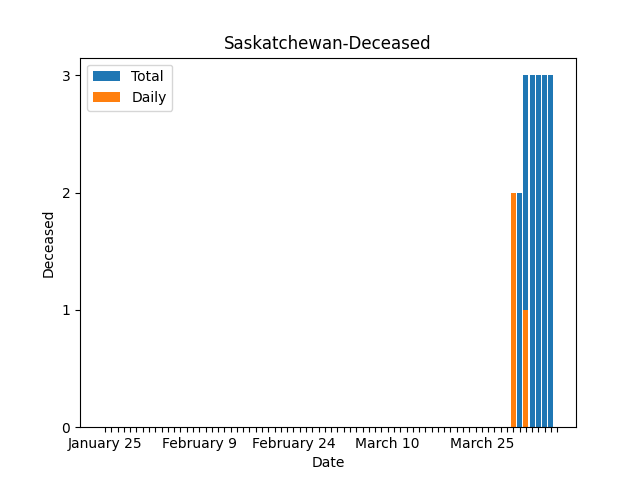 Saskatchewan-Deceased
Total
Daily
3
2
1
0
Deceased
January 25 February 9 February 24 March 10 March 25
Date